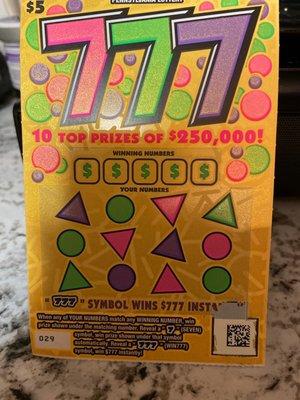 $5
PENNSYLVANIA LOTTERY
777
10 TOP PRIZES OF $250,000!
WINNING NUMBERS
$ $ $ $ $
YOUR NUMBERS
"777" SYMBOL WINS $777 INSTANTLY
When any of YOUR NUMBERS match any WINNING NUMBER, win
prize shown under the matching number. Reveal a "7" (SEVEN)
symbol, win prize shown under that symbol
automatically. Reveal a "777" (WIN777)
symbol, win $777 instantly!
029